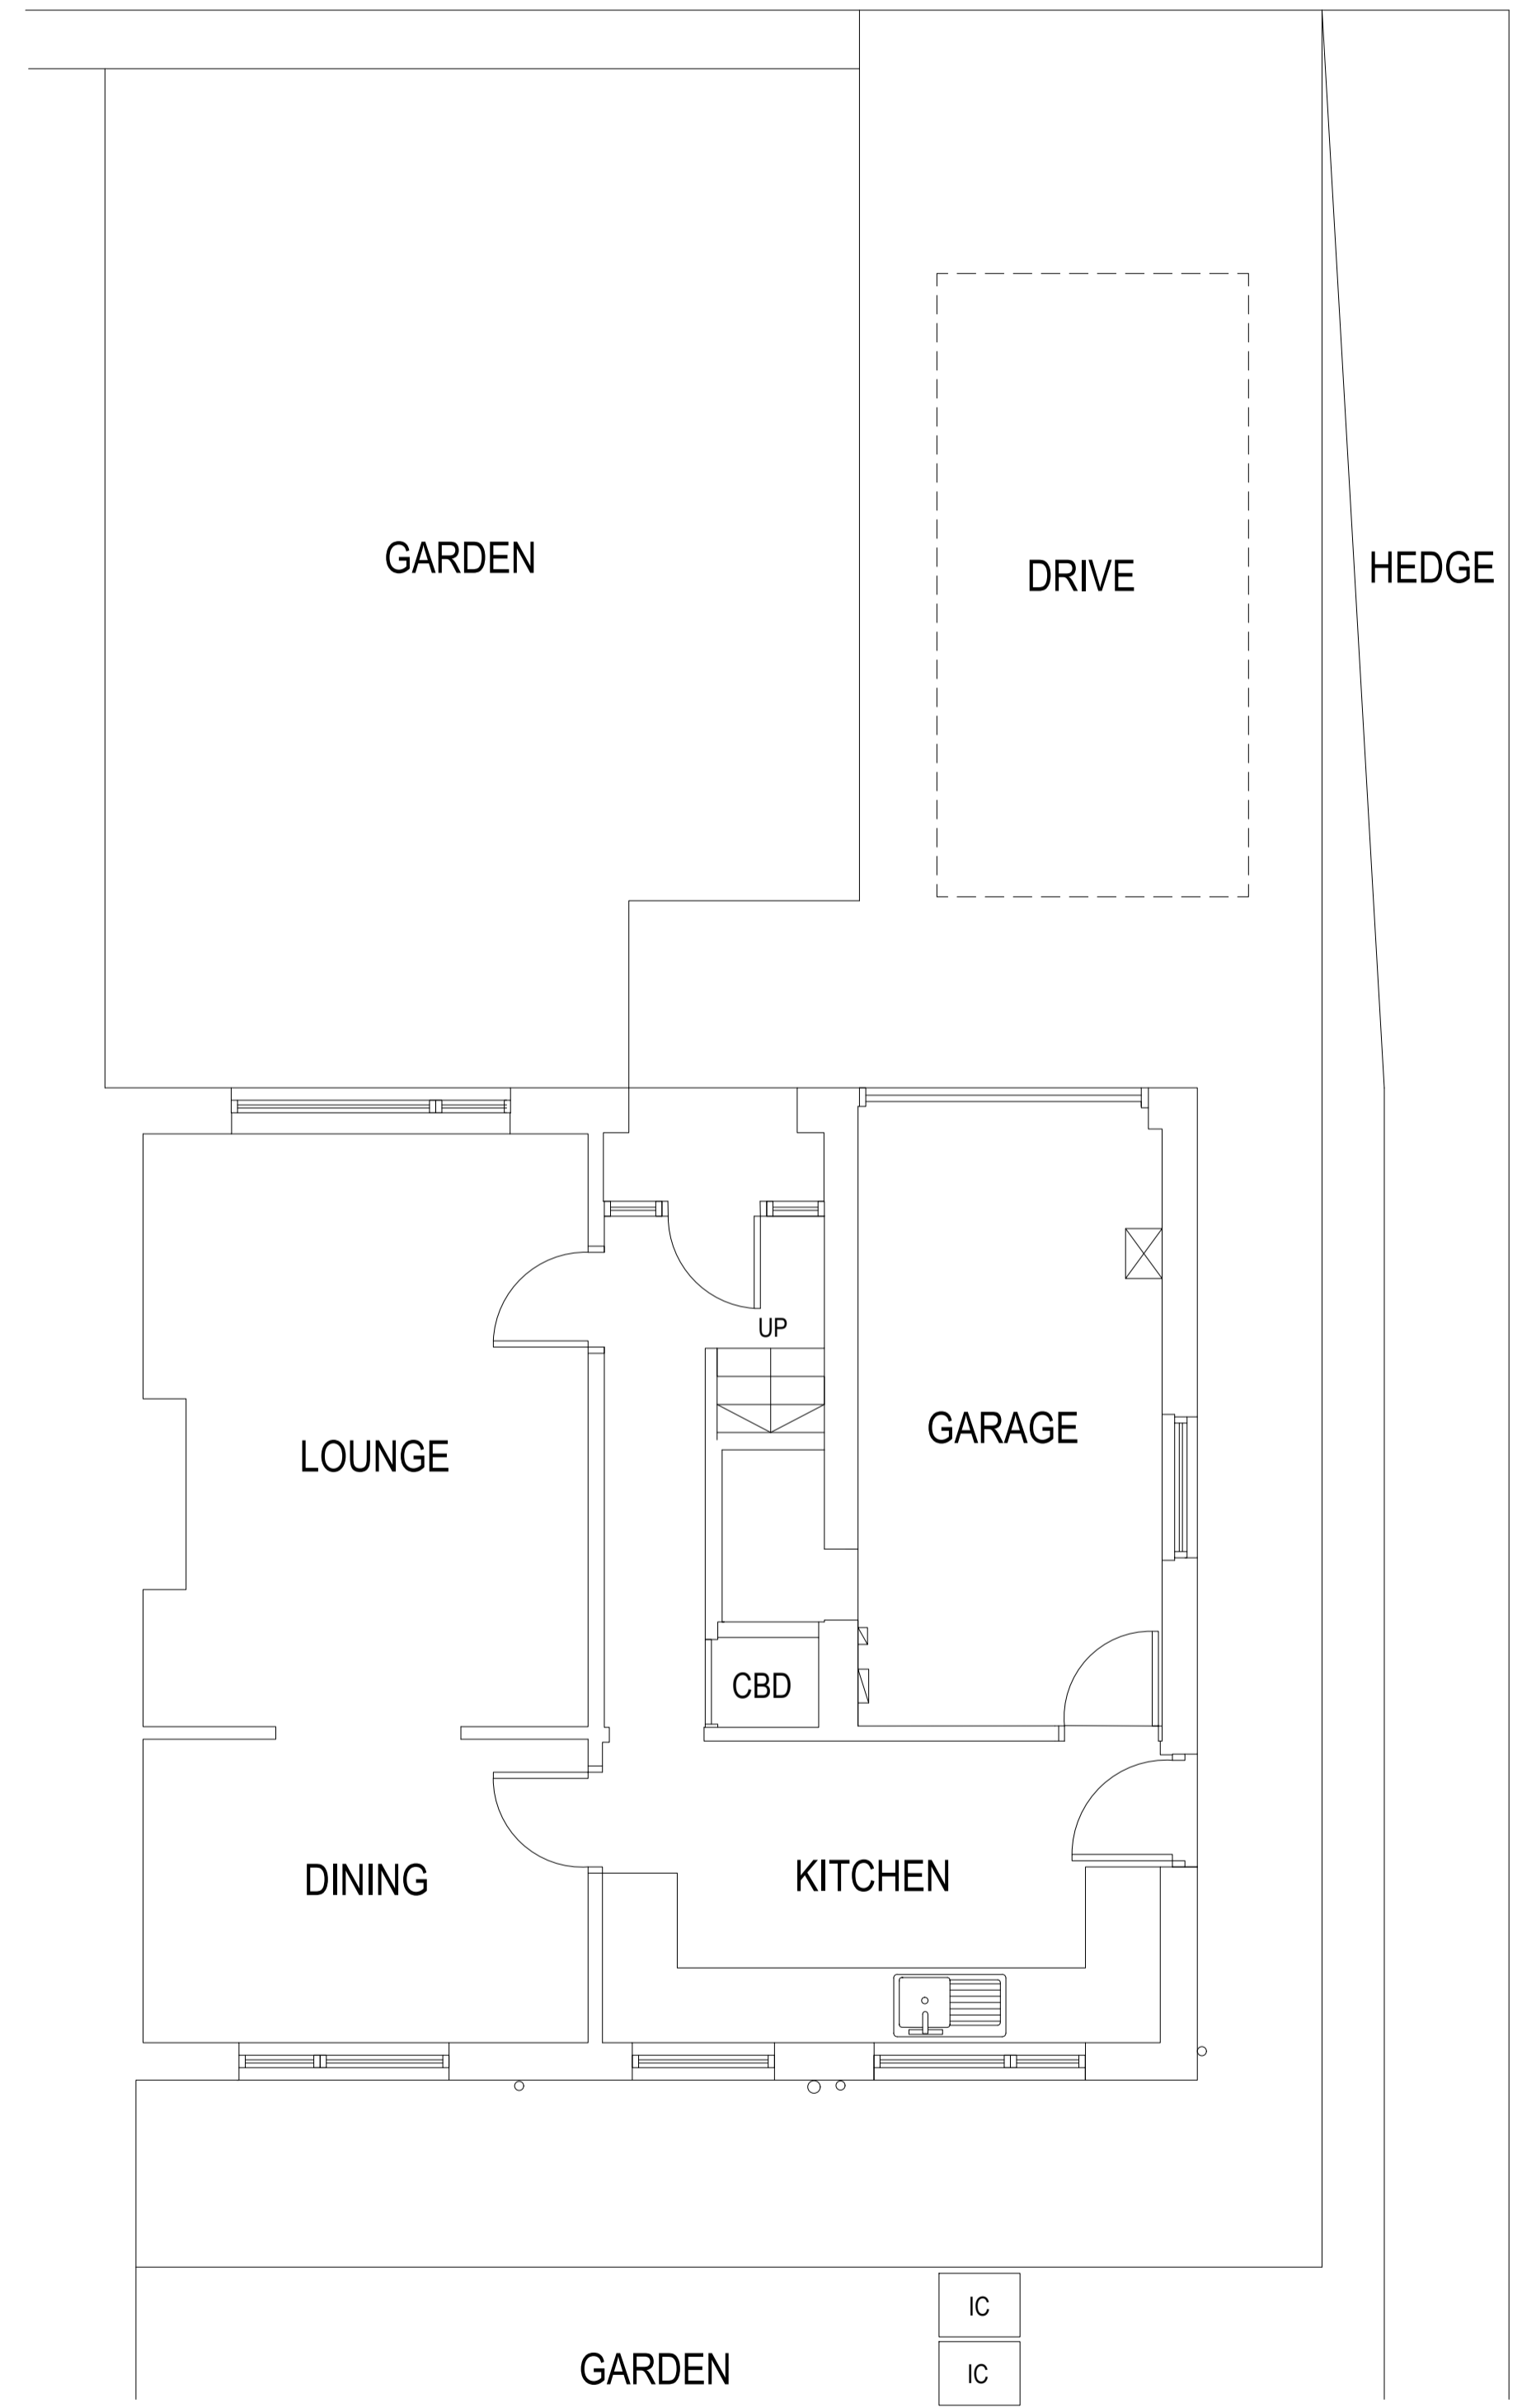 GARDEN
DRIVE
HEDGE
UP
GARAGE
LOUNGE
CBD
DINING
KITCHEN
IC
GARDEN
IC